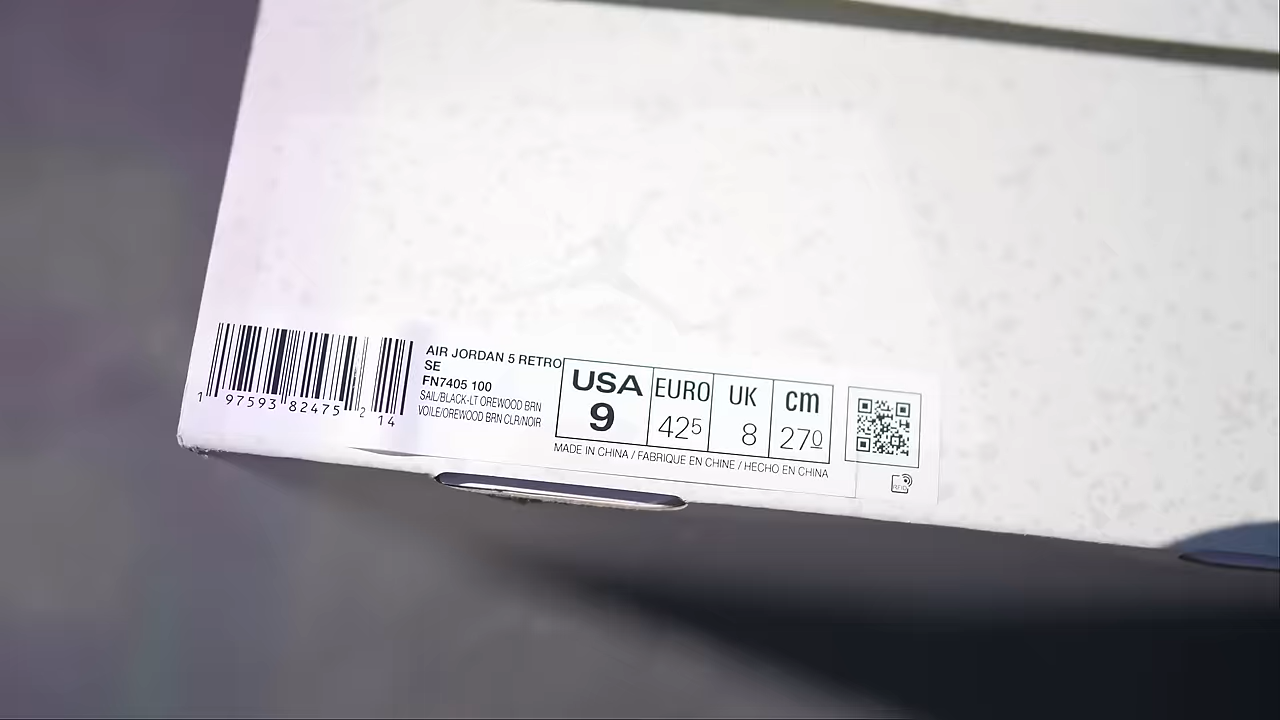 1 97593 82475 2 14
AIR JORDAN 5 RETRO
SE
FN7405 100
SAIL/BLACK-LT OREWOOD BRN
VOILE/OREWOOD BRN CLR/NOIR
USA
9
EURO
425
UK
8
cm
270
MADE IN CHINA / FABRIQUE EN CHINE / HECHO EN CHINA
RFID